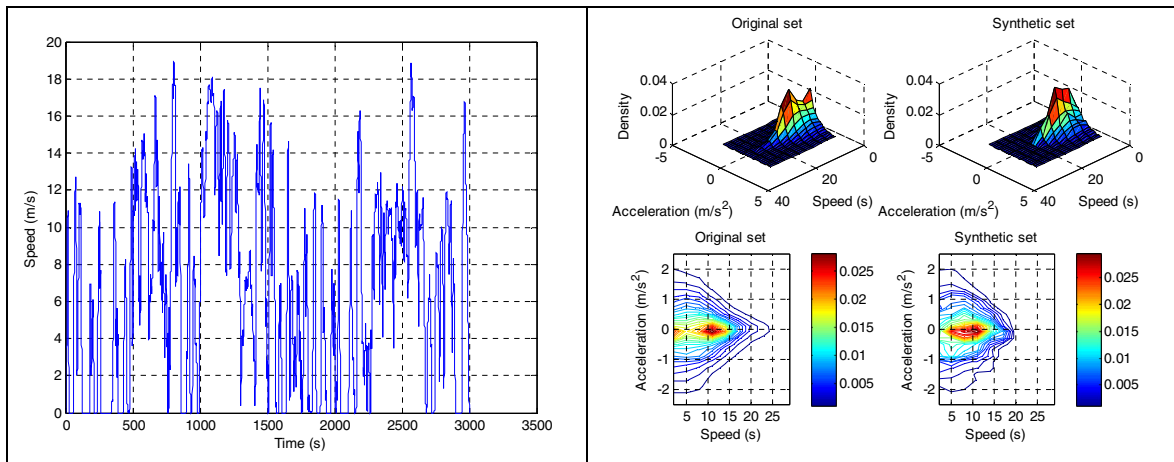 20
18
16
14
12
10
8
6
4
2
0
Speed (m/s)
0 500 1000 1500 2000 2500 3000 3500
Time (s)
Original set
0.04
0.02
0
Density
-5
0
5
40
20
0
Acceleration (m/s²)
Speed (s)
Synthetic set
0.04
0.02
0
Density
-5
0
5
40
20
0
Acceleration (m/s²)
Speed (s)
Original set
2
1
0
-1
-2
Acceleration (m/s²)
5 10 15 20 25
Speed (s)
0.025
0.02
0.015
0.01
0.005
Synthetic set
2
1
0
-1
-2
Acceleration (m/s²)
5 10 15 20 25
Speed (s)
0.025
0.02
0.015
0.01
0.005